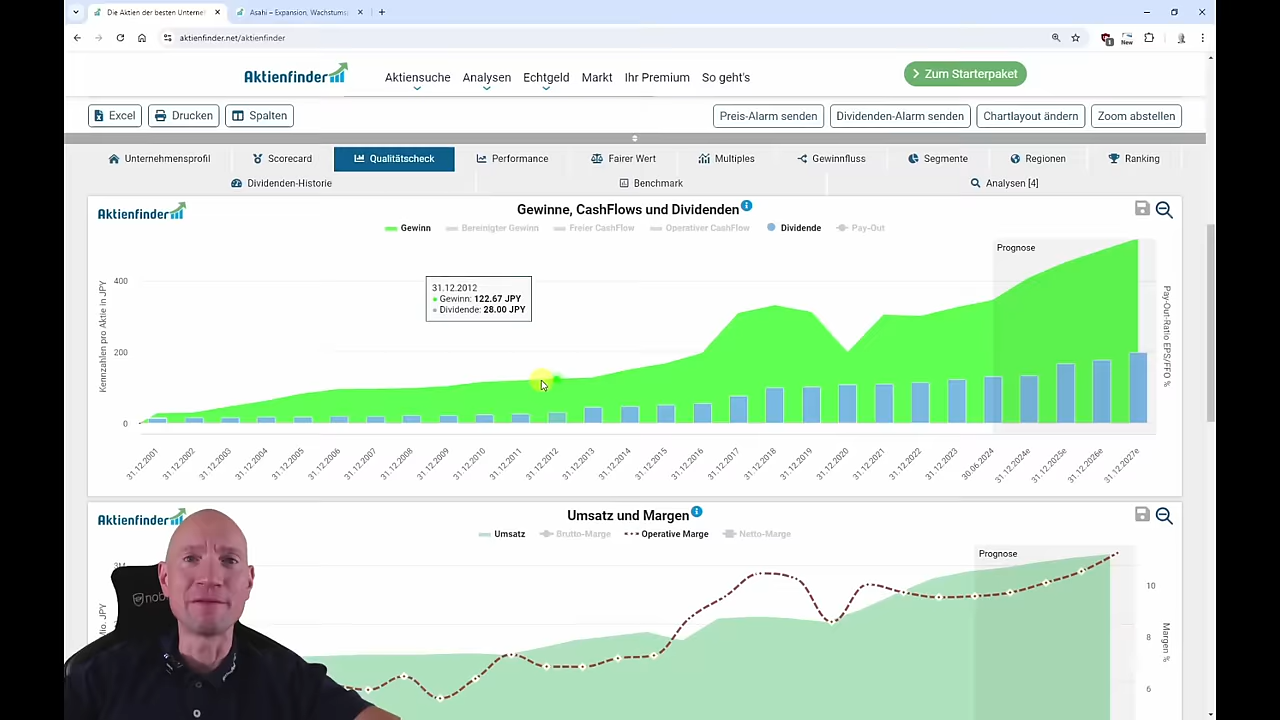 Die Aktien der besten Unterneh
Asahi – Expansion, Wachstums
aktienfinder.net/aktienfinder
New
Aktienfinder
Aktiensuche
Analysen
Echtgeld
Markt
Ihr Premium
So geht's
Zum Starterpaket
Excel
Drucken
Spalten
Preis-Alarm senden
Dividenden-Alarm senden
Chartlayout ändern
Zoom abstellen
Unternehmensprofil
Scorecard
Qualitätscheck
Performance
Fairer Wert
Multiples
Gewinnfluss
Segmente
Regionen
Ranking
Dividenden-Historie
Benchmark
Analysen [4]
Aktienfinder
Gewinne, CashFlows und Dividenden
Gewinn
Bereinigter Gewinn
Freier CashFlow
Operativer CashFlow
Dividende
Pay-Out
Prognose
Kennzahlen pro Aktie in JPY
400
200
0
31.12.2012
Gewinn: 122.67 JPY
Dividende: 28.00 JPY
Pay-Out-Ratio EPS/FFO %
31.12.2001
31.12.2002
31.12.2003
31.12.2004
31.12.2005
31.12.2006
31.12.2007
31.12.2008
31.12.2009
31.12.2010
31.12.2011
31.12.2012
31.12.2013
31.12.2014
31.12.2015
31.12.2016
31.12.2017
31.12.2018
31.12.2019
31.12.2020
31.12.2021
31.12.2022
31.12.2023
30.06.2024
31.12.2024e
31.12.2025e
31.12.2026e
31.12.2027e
Aktienfinder
Umsatz und Margen
Umsatz
Brutto-Marge
Operative Marge
Netto-Marge
Prognose
3M
Mio. JPY
10
8
6
Margen %